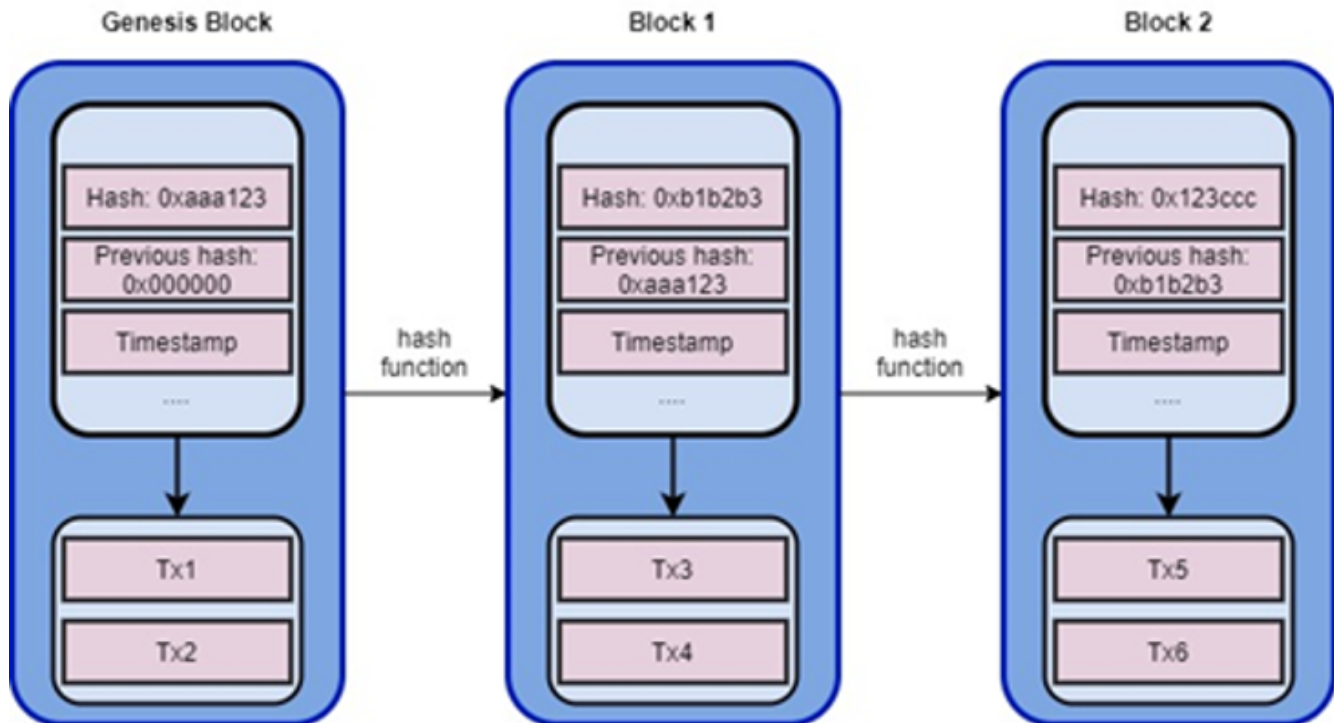 Genesis Block
Hash: 0xaaa123
Previous hash:
0x000000
Timestamp
....
Tx1
Tx2
hash
function
Block 1
Hash: 0xb1b2b3
Previous hash:
0xaaa123
Timestamp
....
Tx3
Tx4
hash
function
Block 2
Hash: 0x123ccc
Previous hash:
0xb1b2b3
Timestamp
....
Tx5
Tx6